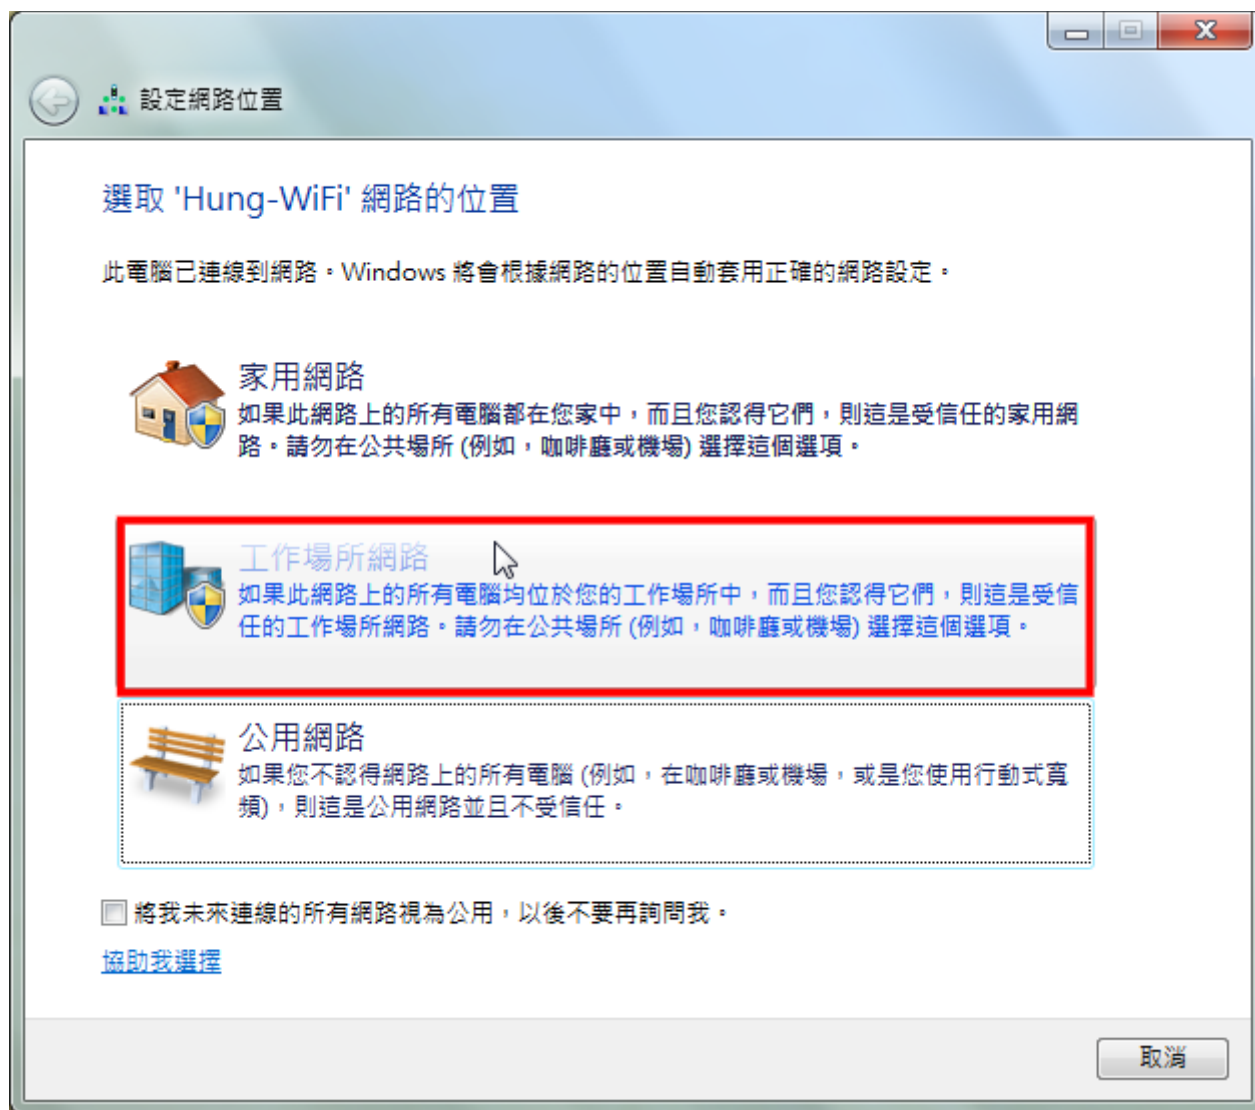 設定網路位置
選取 'Hung-WiFi' 網路的位置
此電腦已連線到網路。Windows 將會根據網路的位置自動套用正確的網路設定。
家用網路
如果此網路上的所有電腦都在您家中，而且您認得它們，則這是受信任的家用網
路。請勿在公共場所 (例如，咖啡廳或機場) 選擇這個選項。
工作場所網路
如果此網路上的所有電腦均位於您的工作場所中，而且您認得它們，則這是受信
任的工作場所網路。請勿在公共場所 (例如，咖啡廳或機場) 選擇這個選項。
公用網路
如果您不認得網路上的所有電腦 (例如，在咖啡廳或機場，或是您使用行動式寬
頻)，則這是公用網路並且不受信任。
將我未來連線的所有網路視為公用，以後不要再詢問我。
協助我選擇
取消